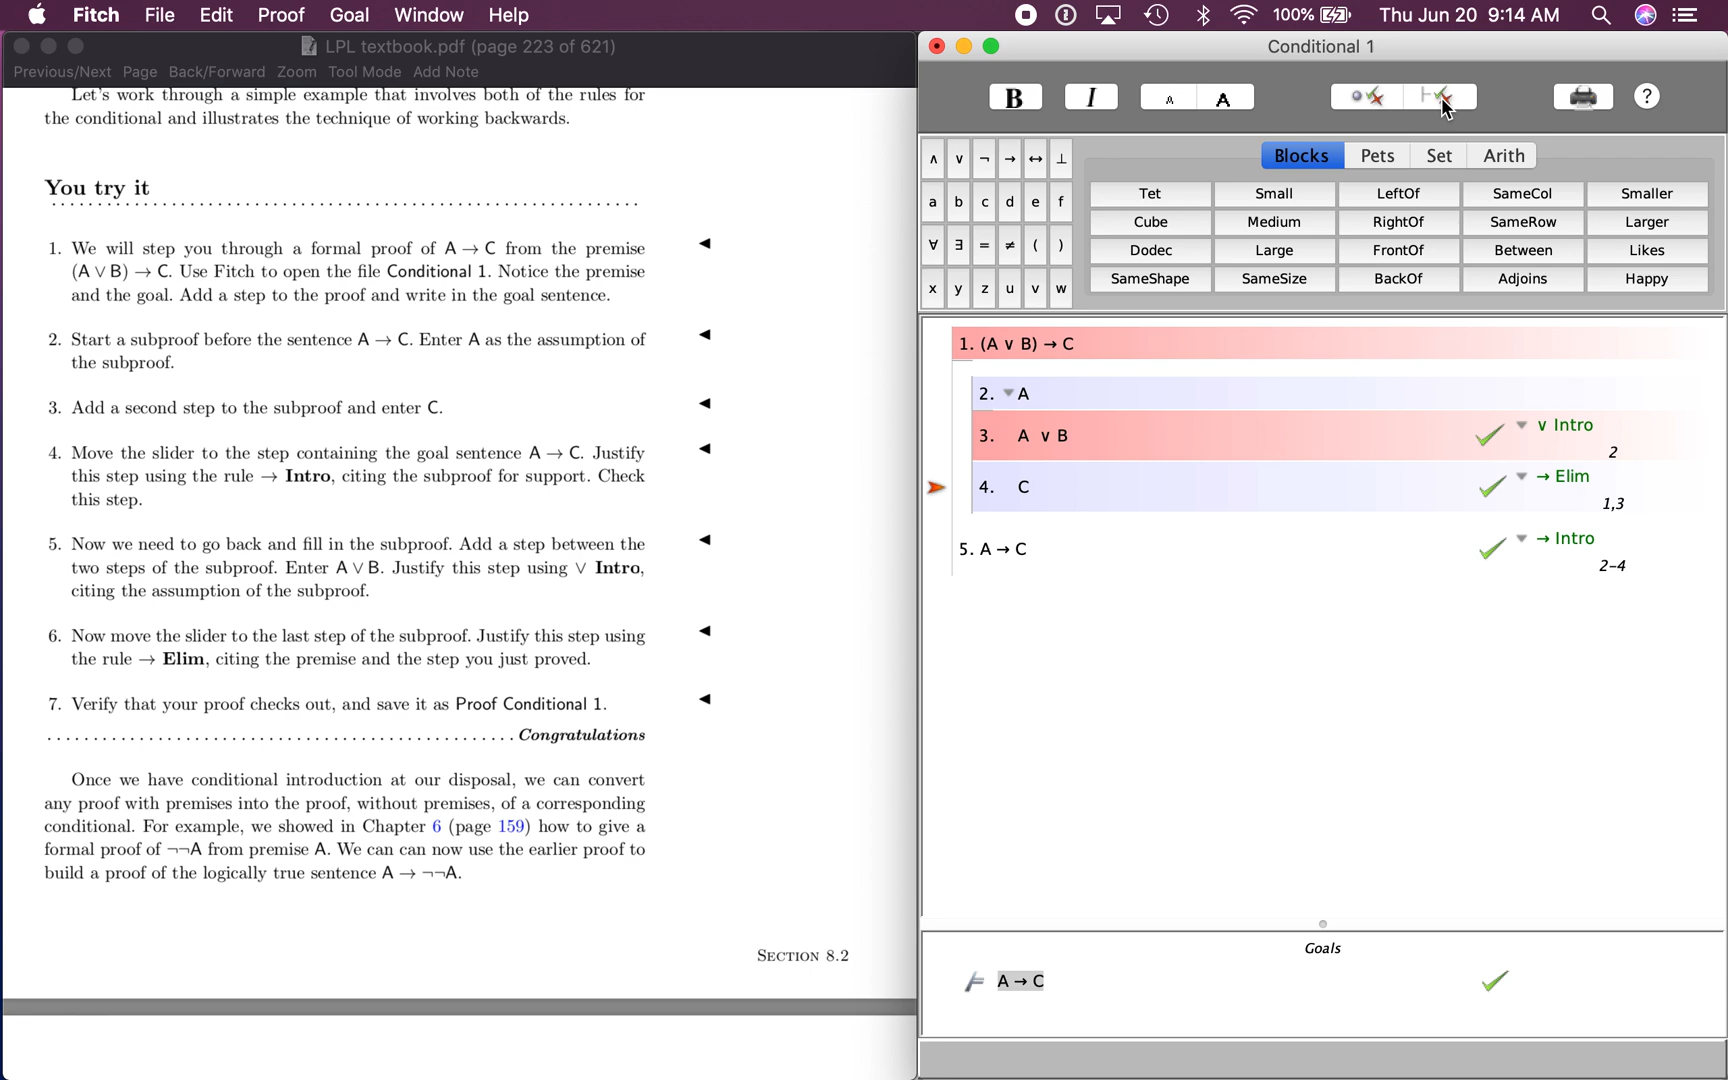 Fitch File Edit Proof Goal Window Help 100% Thu Jun 20 9:14 AM
LPL textbook.pdf (page 223 of 621)
Previous/Next Page Back/Forward Zoom Tool Mode Add Note
Let's work through a simple example that involves both of the rules for
the conditional and illustrates the technique of working backwards.
You try it
1. We will step you through a formal proof of A → C from the premise
(A ∨ B) → C. Use Fitch to open the file Conditional 1. Notice the premise
and the goal. Add a step to the proof and write in the goal sentence.
2. Start a subproof before the sentence A → C. Enter A as the assumption of
the subproof.
3. Add a second step to the subproof and enter C.
4. Move the slider to the step containing the goal sentence A → C. Justify
this step using the rule → Intro, citing the subproof for support. Check
this step.
5. Now we need to go back and fill in the subproof. Add a step between the
two steps of the subproof. Enter A ∨ B. Justify this step using ∨ Intro,
citing the assumption of the subproof.
6. Now move the slider to the last step of the subproof. Justify this step using
the rule → Elim, citing the premise and the step you just proved.
7. Verify that your proof checks out, and save it as Proof Conditional 1.
Congratulations
Once we have conditional introduction at our disposal, we can convert
any proof with premises into the proof, without premises, of a corresponding
conditional. For example, we showed in Chapter 6 (page 159) how to give a
formal proof of ¬¬A from premise A. We can can now use the earlier proof to
build a proof of the logically true sentence A → ¬¬A.
Section 8.2
Conditional 1
B I A A ?
∧ ∨ ¬ → ↔ ⊥
a b c d e f
∀ ∃ = ≠ ( )
x y z u v w
Blocks Pets Set Arith
Tet Small LeftOf SameCol Smaller
Cube Medium RightOf SameRow Larger
Dodec Large FrontOf Between Likes
SameShape SameSize BackOf Adjoins Happy
1. (A ∨ B) → C
2. A
3. A ∨ B ∨ Intro
2
4. C → Elim
1,3
5. A → C → Intro
2–4
Goals
A → C